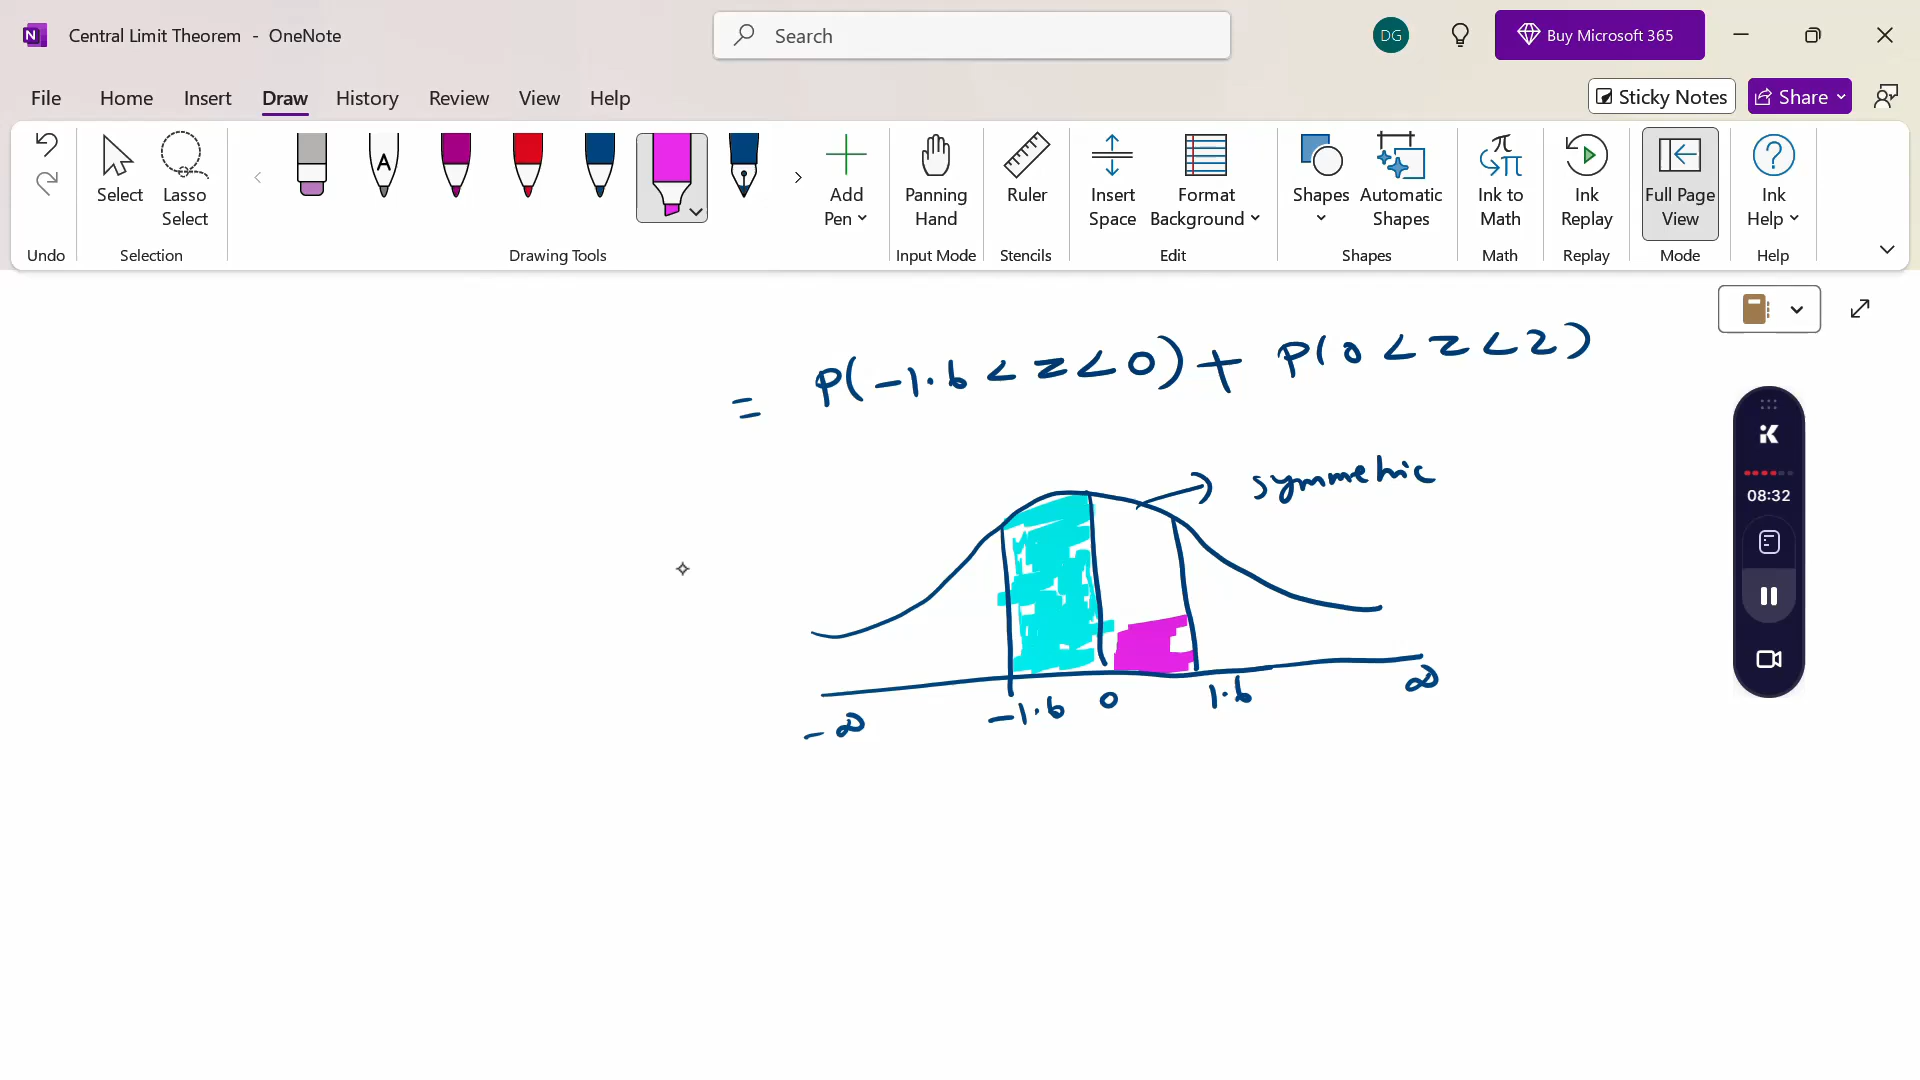 Central Limit Theorem - OneNote
Search
DG
Buy Microsoft 365
File Home Insert Draw History Review View Help
Sticky Notes
Share
A
Select
Lasso Select
Add Pen
Panning Hand
Ruler
Insert Space
Format Background
Shapes
Automatic Shapes
Ink to Math
Ink Replay
Full Page View
Ink Help
Undo Selection Drawing Tools Input Mode Stencils Edit Shapes Math Replay Mode Help
= P(-1.6 < z < 0) + P(0 < z < 2)
symmetric
08:32
-∞ -1.6 0 1.6 ∞